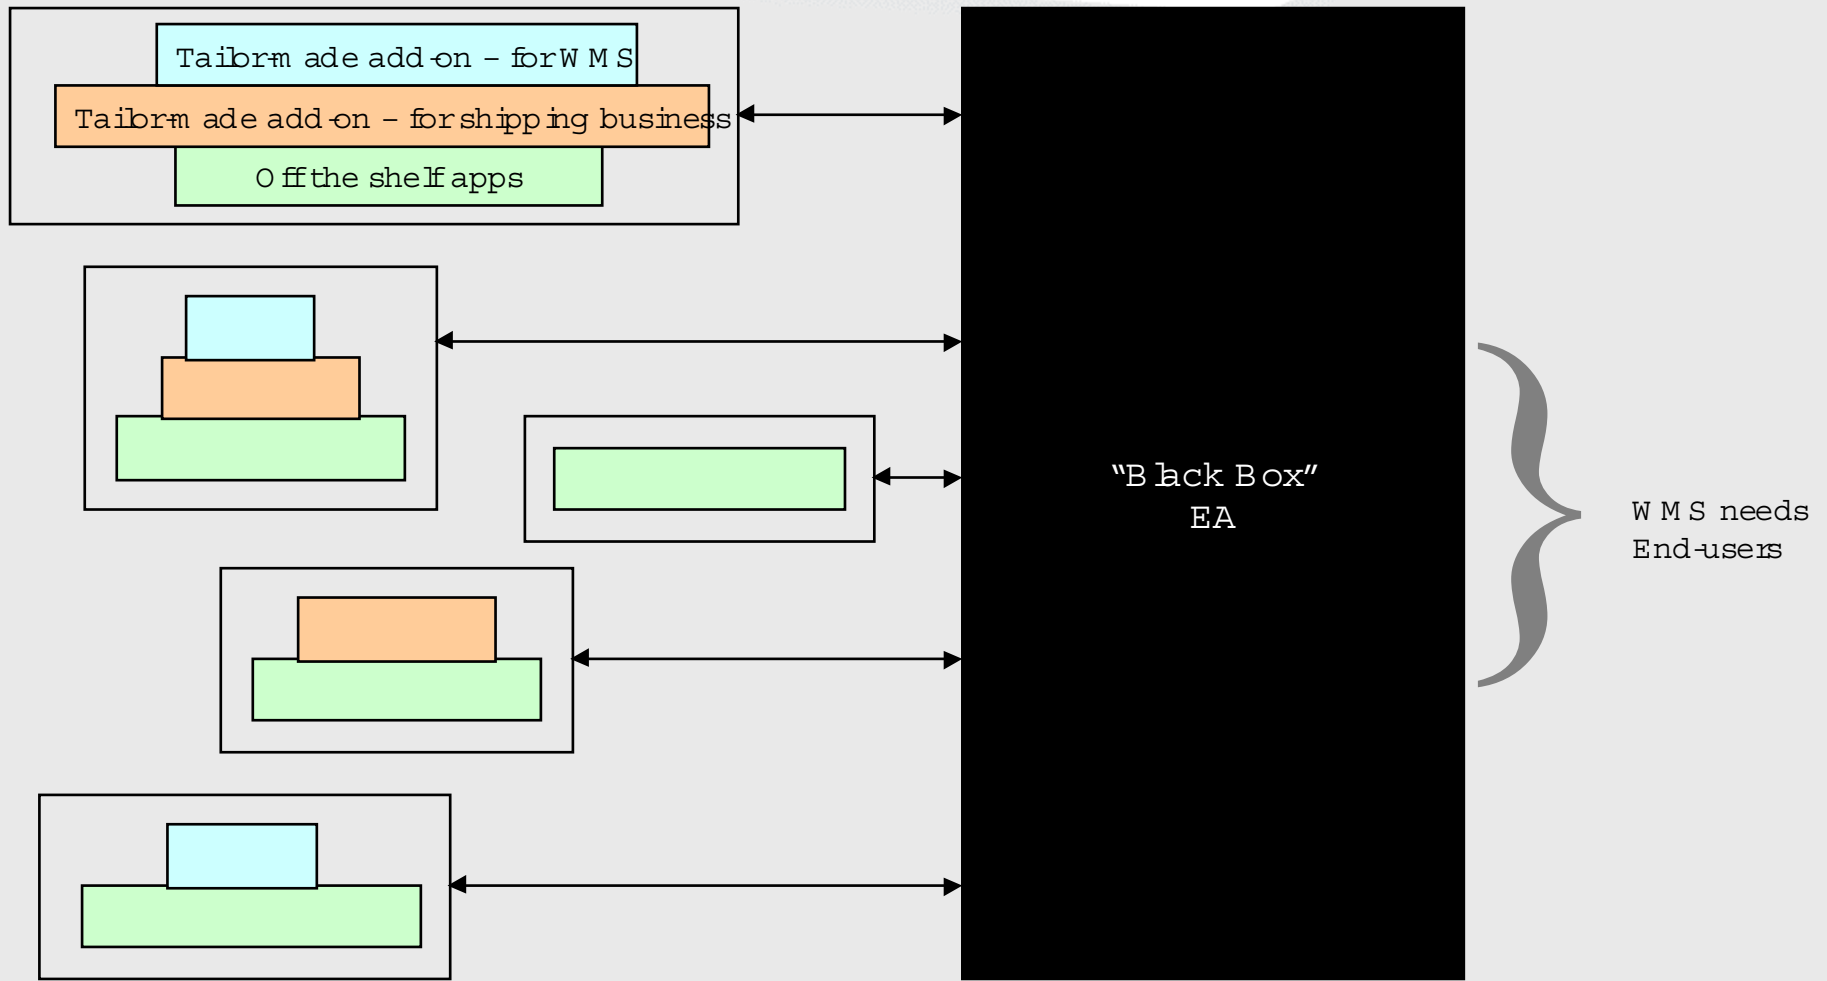 Tailor-made add-on – for WMS
Tailor-made add-on – for shipping business
Off the shelf apps
“Black Box”
EA
WMS needs
End-users